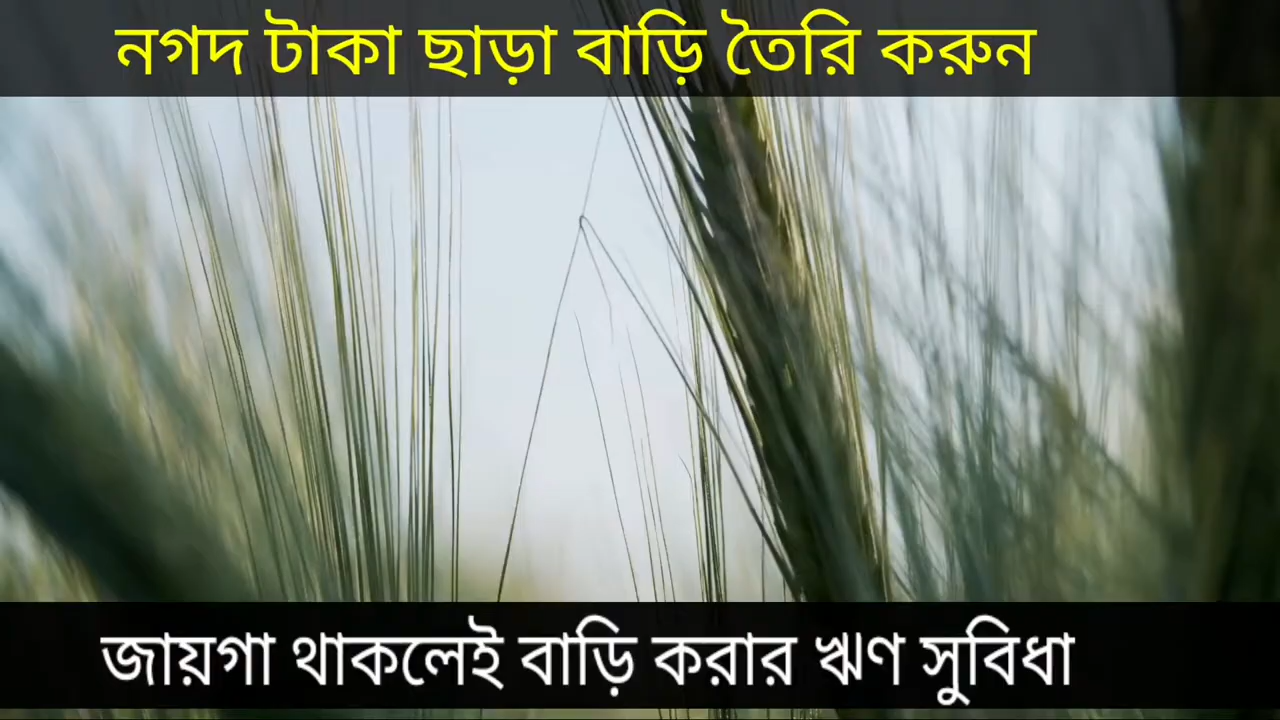 নগদ টাকা ছাড়া বাড়ি তৈরি করুন
জায়গা থাকলেই বাড়ি করার ঋণ সুবিধা